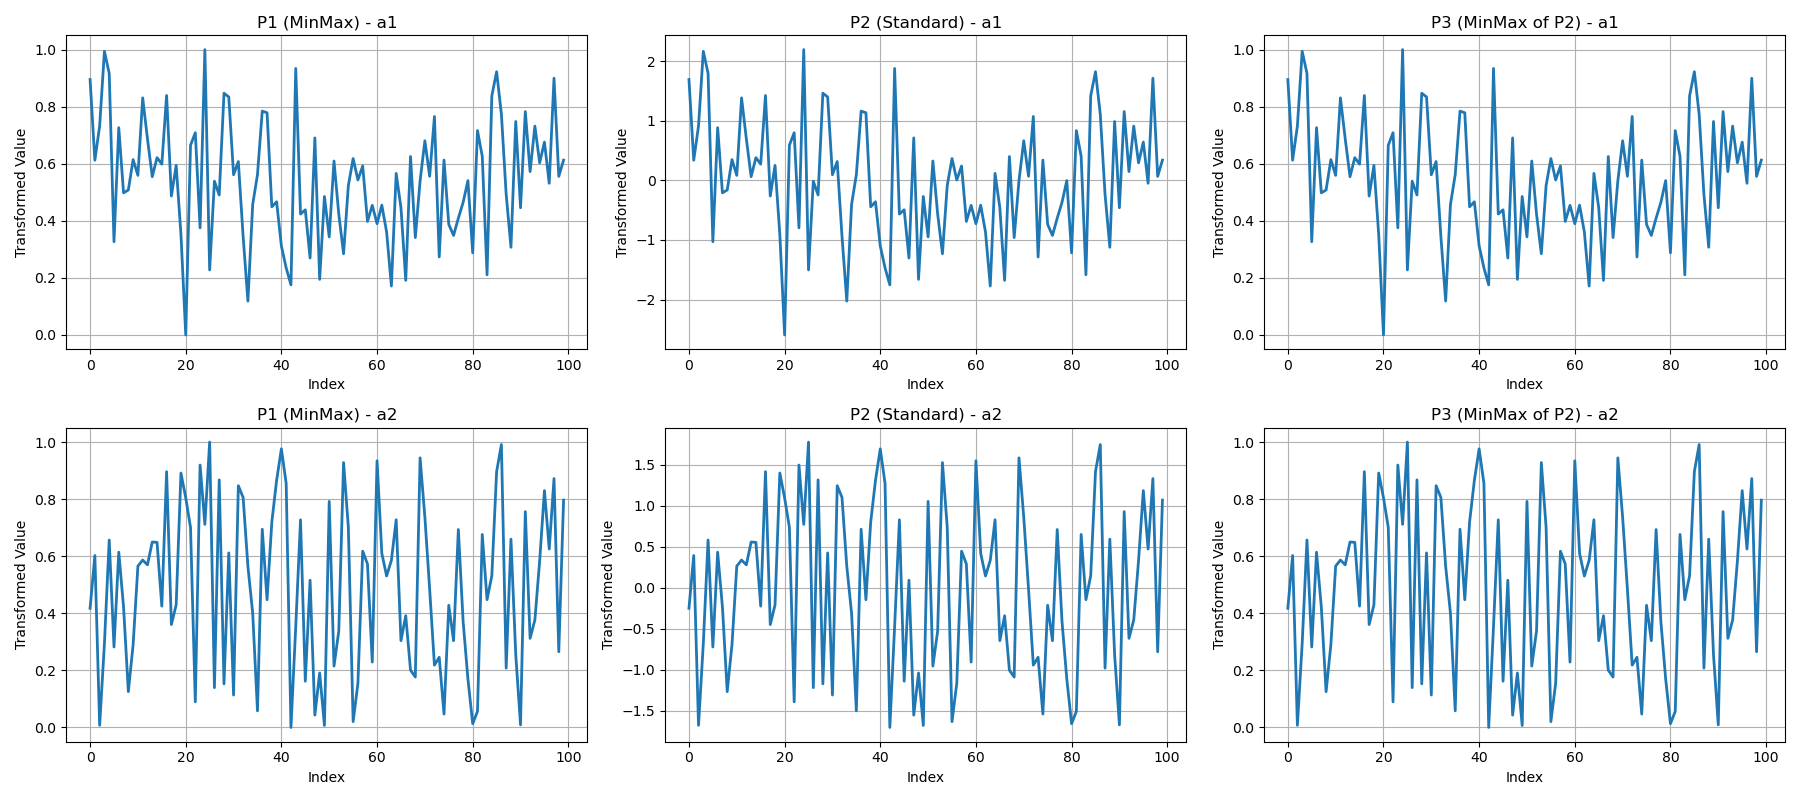 P1 (MinMax) - a1
Transformed Value
1.0
0.8
0.6
0.4
0.2
0.0
0 20 40 60 80 100
Index
P2 (Standard) - a1
Transformed Value
2
1
0
−1
−2
0 20 40 60 80 100
Index
P3 (MinMax of P2) - a1
Transformed Value
1.0
0.8
0.6
0.4
0.2
0.0
0 20 40 60 80 100
Index
P1 (MinMax) - a2
Transformed Value
1.0
0.8
0.6
0.4
0.2
0.0
0 20 40 60 80 100
Index
P2 (Standard) - a2
Transformed Value
1.5
1.0
0.5
0.0
−0.5
−1.0
−1.5
0 20 40 60 80 100
Index
P3 (MinMax of P2) - a2
Transformed Value
1.0
0.8
0.6
0.4
0.2
0.0
0 20 40 60 80 100
Index